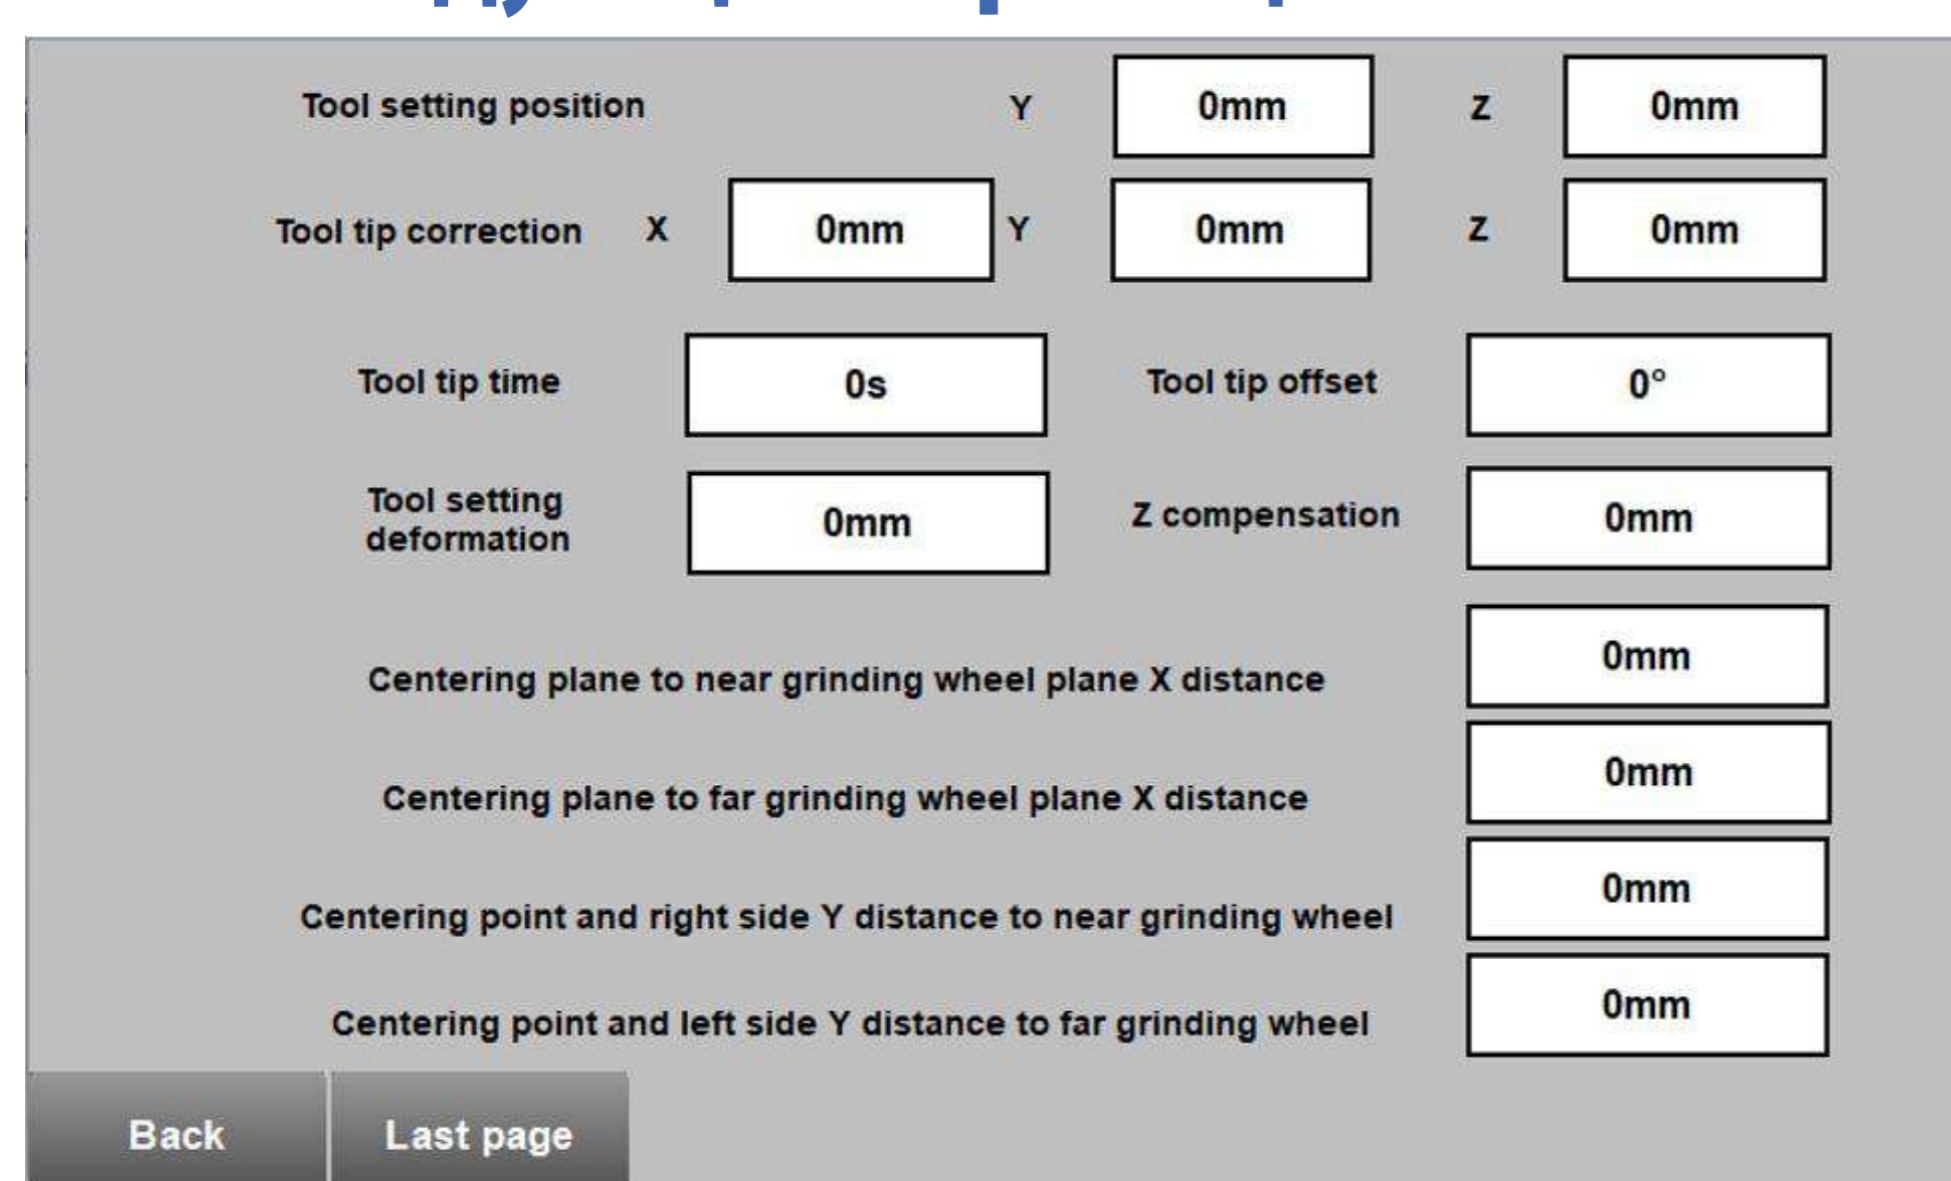 Tool setting position Y 0mm Z 0mm
Tool tip correction X 0mm Y 0mm Z 0mm
Tool tip time 0s Tool tip offset 0°
Tool setting
deformation 0mm Z compensation 0mm
Centering plane to near grinding wheel plane X distance 0mm
Centering plane to far grinding wheel plane X distance 0mm
Centering point and right side Y distance to near grinding wheel 0mm
Centering point and left side Y distance to far grinding wheel 0mm
Back Last page